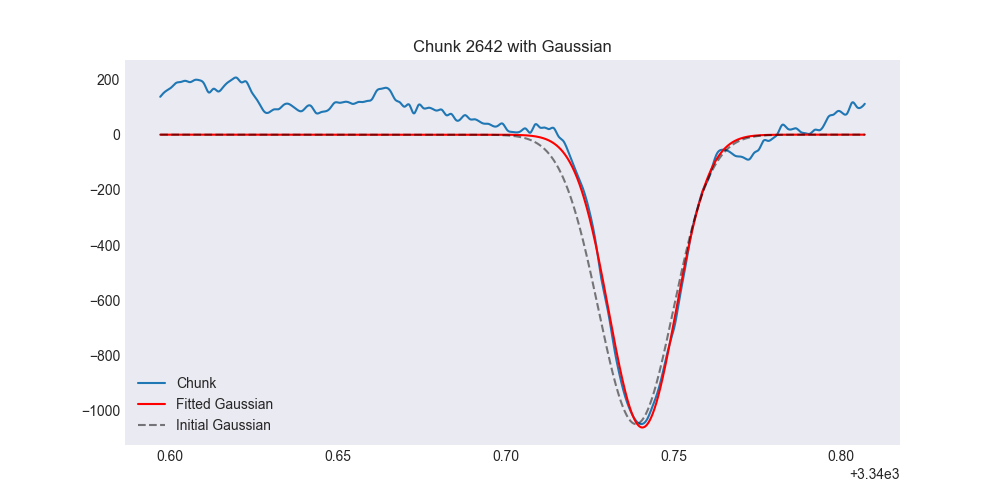 Chunk 2642 with Gaussian
200
0
−200
−400
−600
−800
−1000
Chunk
Fitted Gaussian
Initial Gaussian
0.60 0.65 0.70 0.75 0.80
+3.34e3